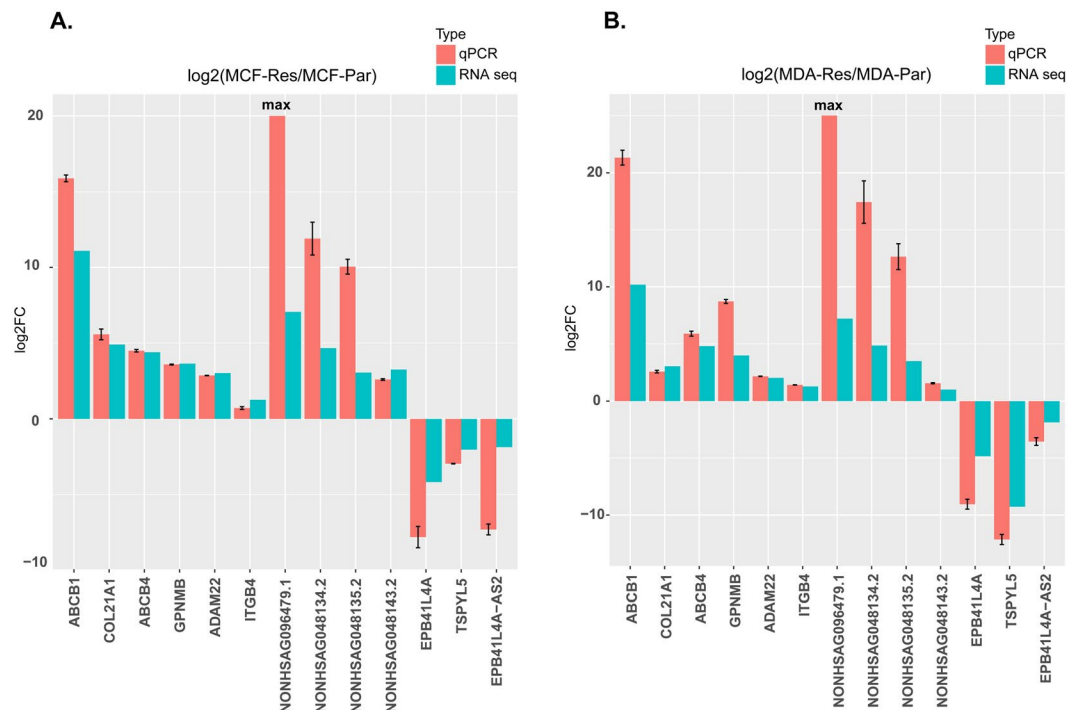 A.
Type
qPCR
RNA seq
log2(MCF-Res/MCF-Par)
max
20
10
0
−10
log2FC
ABCB1
COL21A1
ABCB4
GPNMB
ADAM22
ITGB4
NONHSAG096479.1
NONHSAG048134.2
NONHSAG048135.2
NONHSAG048143.2
EPB41L4A
TSPYL5
EPB41L4A−AS2
B.
Type
qPCR
RNA seq
log2(MDA-Res/MDA-Par)
max
20
10
0
−10
log2FC
ABCB1
COL21A1
ABCB4
GPNMB
ADAM22
ITGB4
NONHSAG096479.1
NONHSAG048134.2
NONHSAG048135.2
NONHSAG048143.2
EPB41L4A
TSPYL5
EPB41L4A−AS2